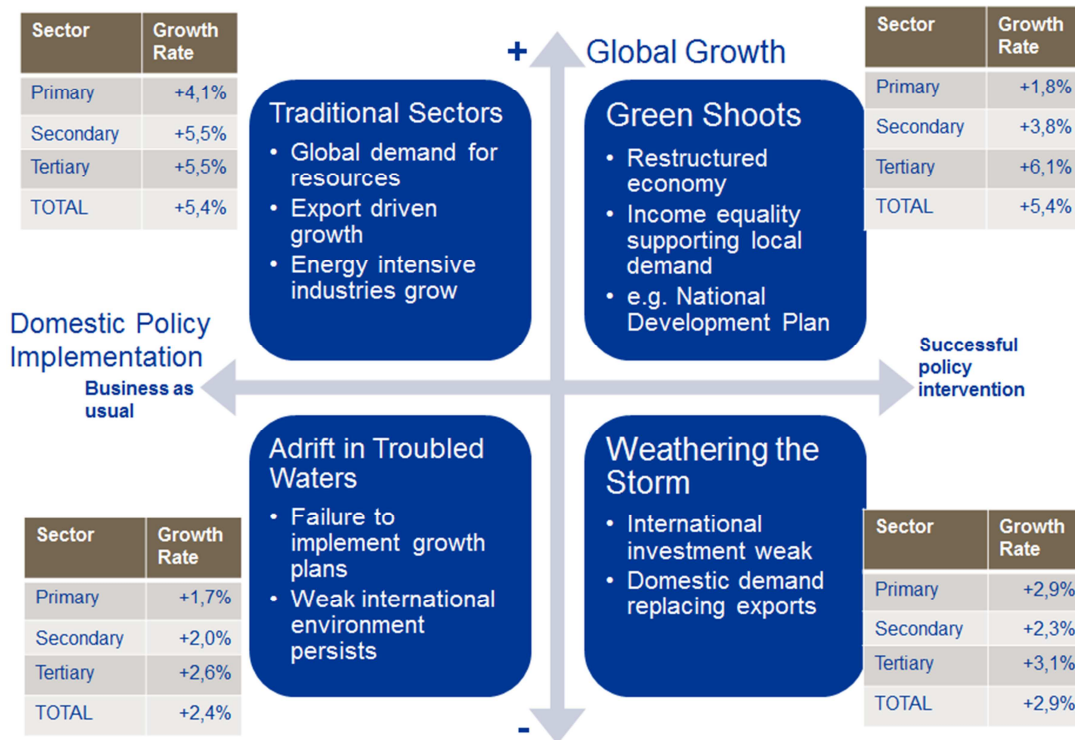 Sector Growth Rate
Primary +4,1%
Secondary +5,5%
Tertiary +5,5%
TOTAL +5,4%
+ Global Growth
Sector Growth Rate
Primary +1,8%
Secondary +3,8%
Tertiary +6,1%
TOTAL +5,4%
Traditional Sectors
• Global demand for
resources
• Export driven
growth
• Energy intensive
industries grow
Green Shoots
• Restructured
economy
• Income equality
supporting local
demand
• e.g. National
Development Plan
Domestic Policy
Implementation
Business as
usual
Successful
policy
intervention
Adrift in Troubled
Waters
• Failure to
implement growth
plans
• Weak international
environment
persists
Weathering the
Storm
• International
investment weak
• Domestic demand
replacing exports
Sector Growth Rate
Primary +1,7%
Secondary +2,0%
Tertiary +2,6%
TOTAL +2,4%
Sector Growth Rate
Primary +2,9%
Secondary +2,3%
Tertiary +3,1%
TOTAL +2,9%
-